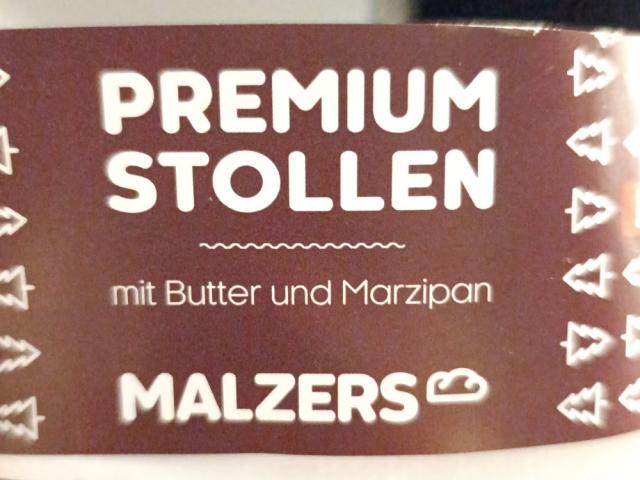 PREMIUM
STOLLEN
mit Butter und Marzipan
MALZERS